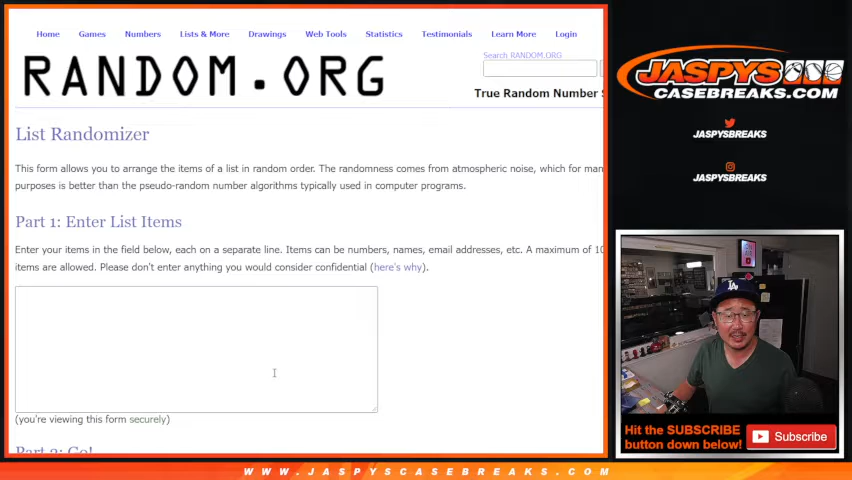 Home Games Numbers Lists & More Drawings Web Tools Statistics Testimonials Learn More Login
RANDOM.ORG
Search RANDOM.ORG
True Random Number S
List Randomizer
This form allows you to arrange the items of a list in random order. The randomness comes from atmospheric noise, which for man
purposes is better than the pseudo-random number algorithms typically used in computer programs.
Part 1: Enter List Items
Enter your items in the field below, each on a separate line. Items can be numbers, names, email addresses, etc. A maximum of 10
items are allowed. Please don't enter anything you would consider confidential (here's why).
(you're viewing this form securely)
Part 2: Go!
JASPYS
CASEBREAKS.COM
JASPYSBREAKS
JASPYSBREAKS
LA
Hit the SUBSCRIBE
button down below!
Subscribe
WWW.JASPYSCASEBREAKS.COM